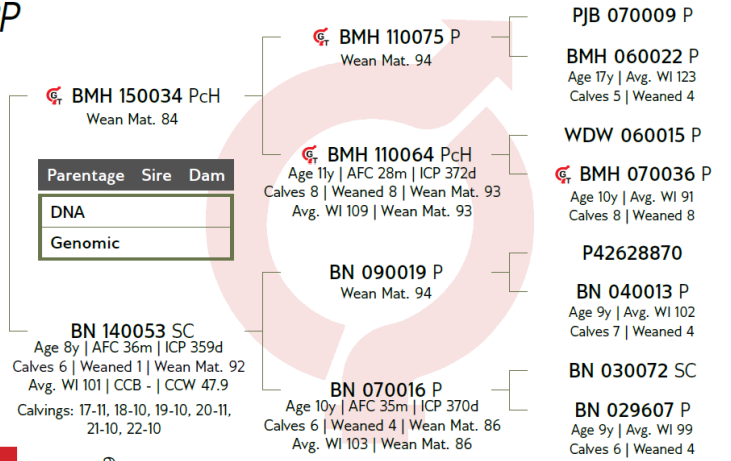 PP
BMH 150034 PcH
Wean Mat. 84
Parentage Sire Dam
DNA
Genomic
BN 140053 SC
Age 8y | AFC 36m | ICP 359d
Calves 6 | Weaned 1 | Wean Mat. 92
Avg. WI 101 | CCB - | CCW 47.9
Calvings: 17-11, 18-10, 19-10, 20-11,
21-10, 22-10
BMH 110075 P
Wean Mat. 94
BMH 110064 PcH
Age 11y | AFC 28m | ICP 372d
Calves 8 | Weaned 8 | Wean Mat. 93
Avg. WI 109 | Wean Mat. 93
BN 090019 P
Wean Mat. 94
BN 070016 P
Age 10y | AFC 35m | ICP 370d
Calves 6 | Weaned 4 | Wean Mat. 86
Avg. WI 103 | Wean Mat. 86
PJB 070009 P
BMH 060022 P
Age 17y | Avg. WI 123
Calves 5 | Weaned 4
WDW 060015 P
BMH 070036 P
Age 10y | Avg. WI 91
Calves 8 | Weaned 8
P42628870
BN 040013 P
Age 9y | Avg. WI 102
Calves 7 | Weaned 4
BN 030072 SC
BN 029607 P
Age 9y | Avg. WI 99
Calves 6 | Weaned 4